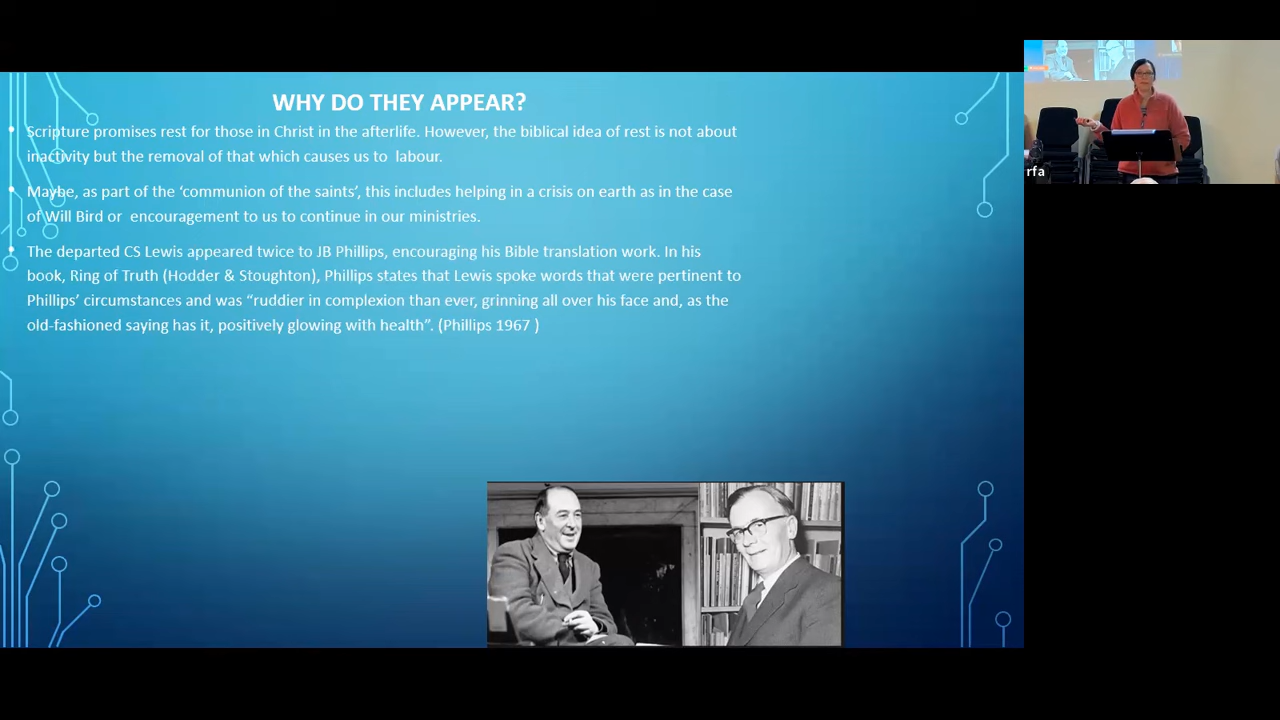 WHY DO THEY APPEAR?
Scripture promises rest for those in Christ in the afterlife. However, the biblical idea of rest is not about
inactivity but the removal of that which causes us to labour.
Maybe, as part of the ‘communion of the saints’, this includes helping in a crisis on earth as in the case
of Will Bird or encouragement to us to continue in our ministries.
The departed CS Lewis appeared twice to JB Phillips, encouraging his Bible translation work. In his
book, Ring of Truth (Hodder & Stoughton), Phillips states that Lewis spoke words that were pertinent to
Phillips’ circumstances and was “ruddier in complexion than ever, grinning all over his face and, as the
old-fashioned saying has it, positively glowing with health”. (Phillips 1967 )
rfa